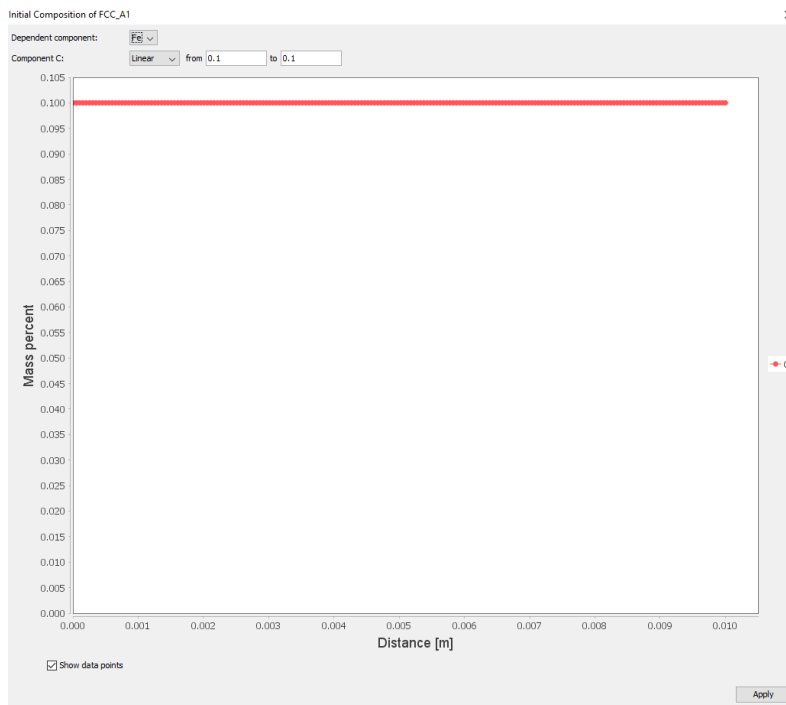 Initial Composition of FCC_A1
Dependent component: Fe
Component C: Linear from 0.1 to 0.1
0.105
0.100
0.095
0.090
0.085
0.080
0.075
0.070
0.065
0.060
0.055
0.050
0.045
0.040
0.035
0.030
0.025
0.020
0.015
0.010
0.005
0.000
Mass percent
0.000 0.001 0.002 0.003 0.004 0.005 0.006 0.007 0.008 0.009 0.010
Distance [m]
Show data points
Apply